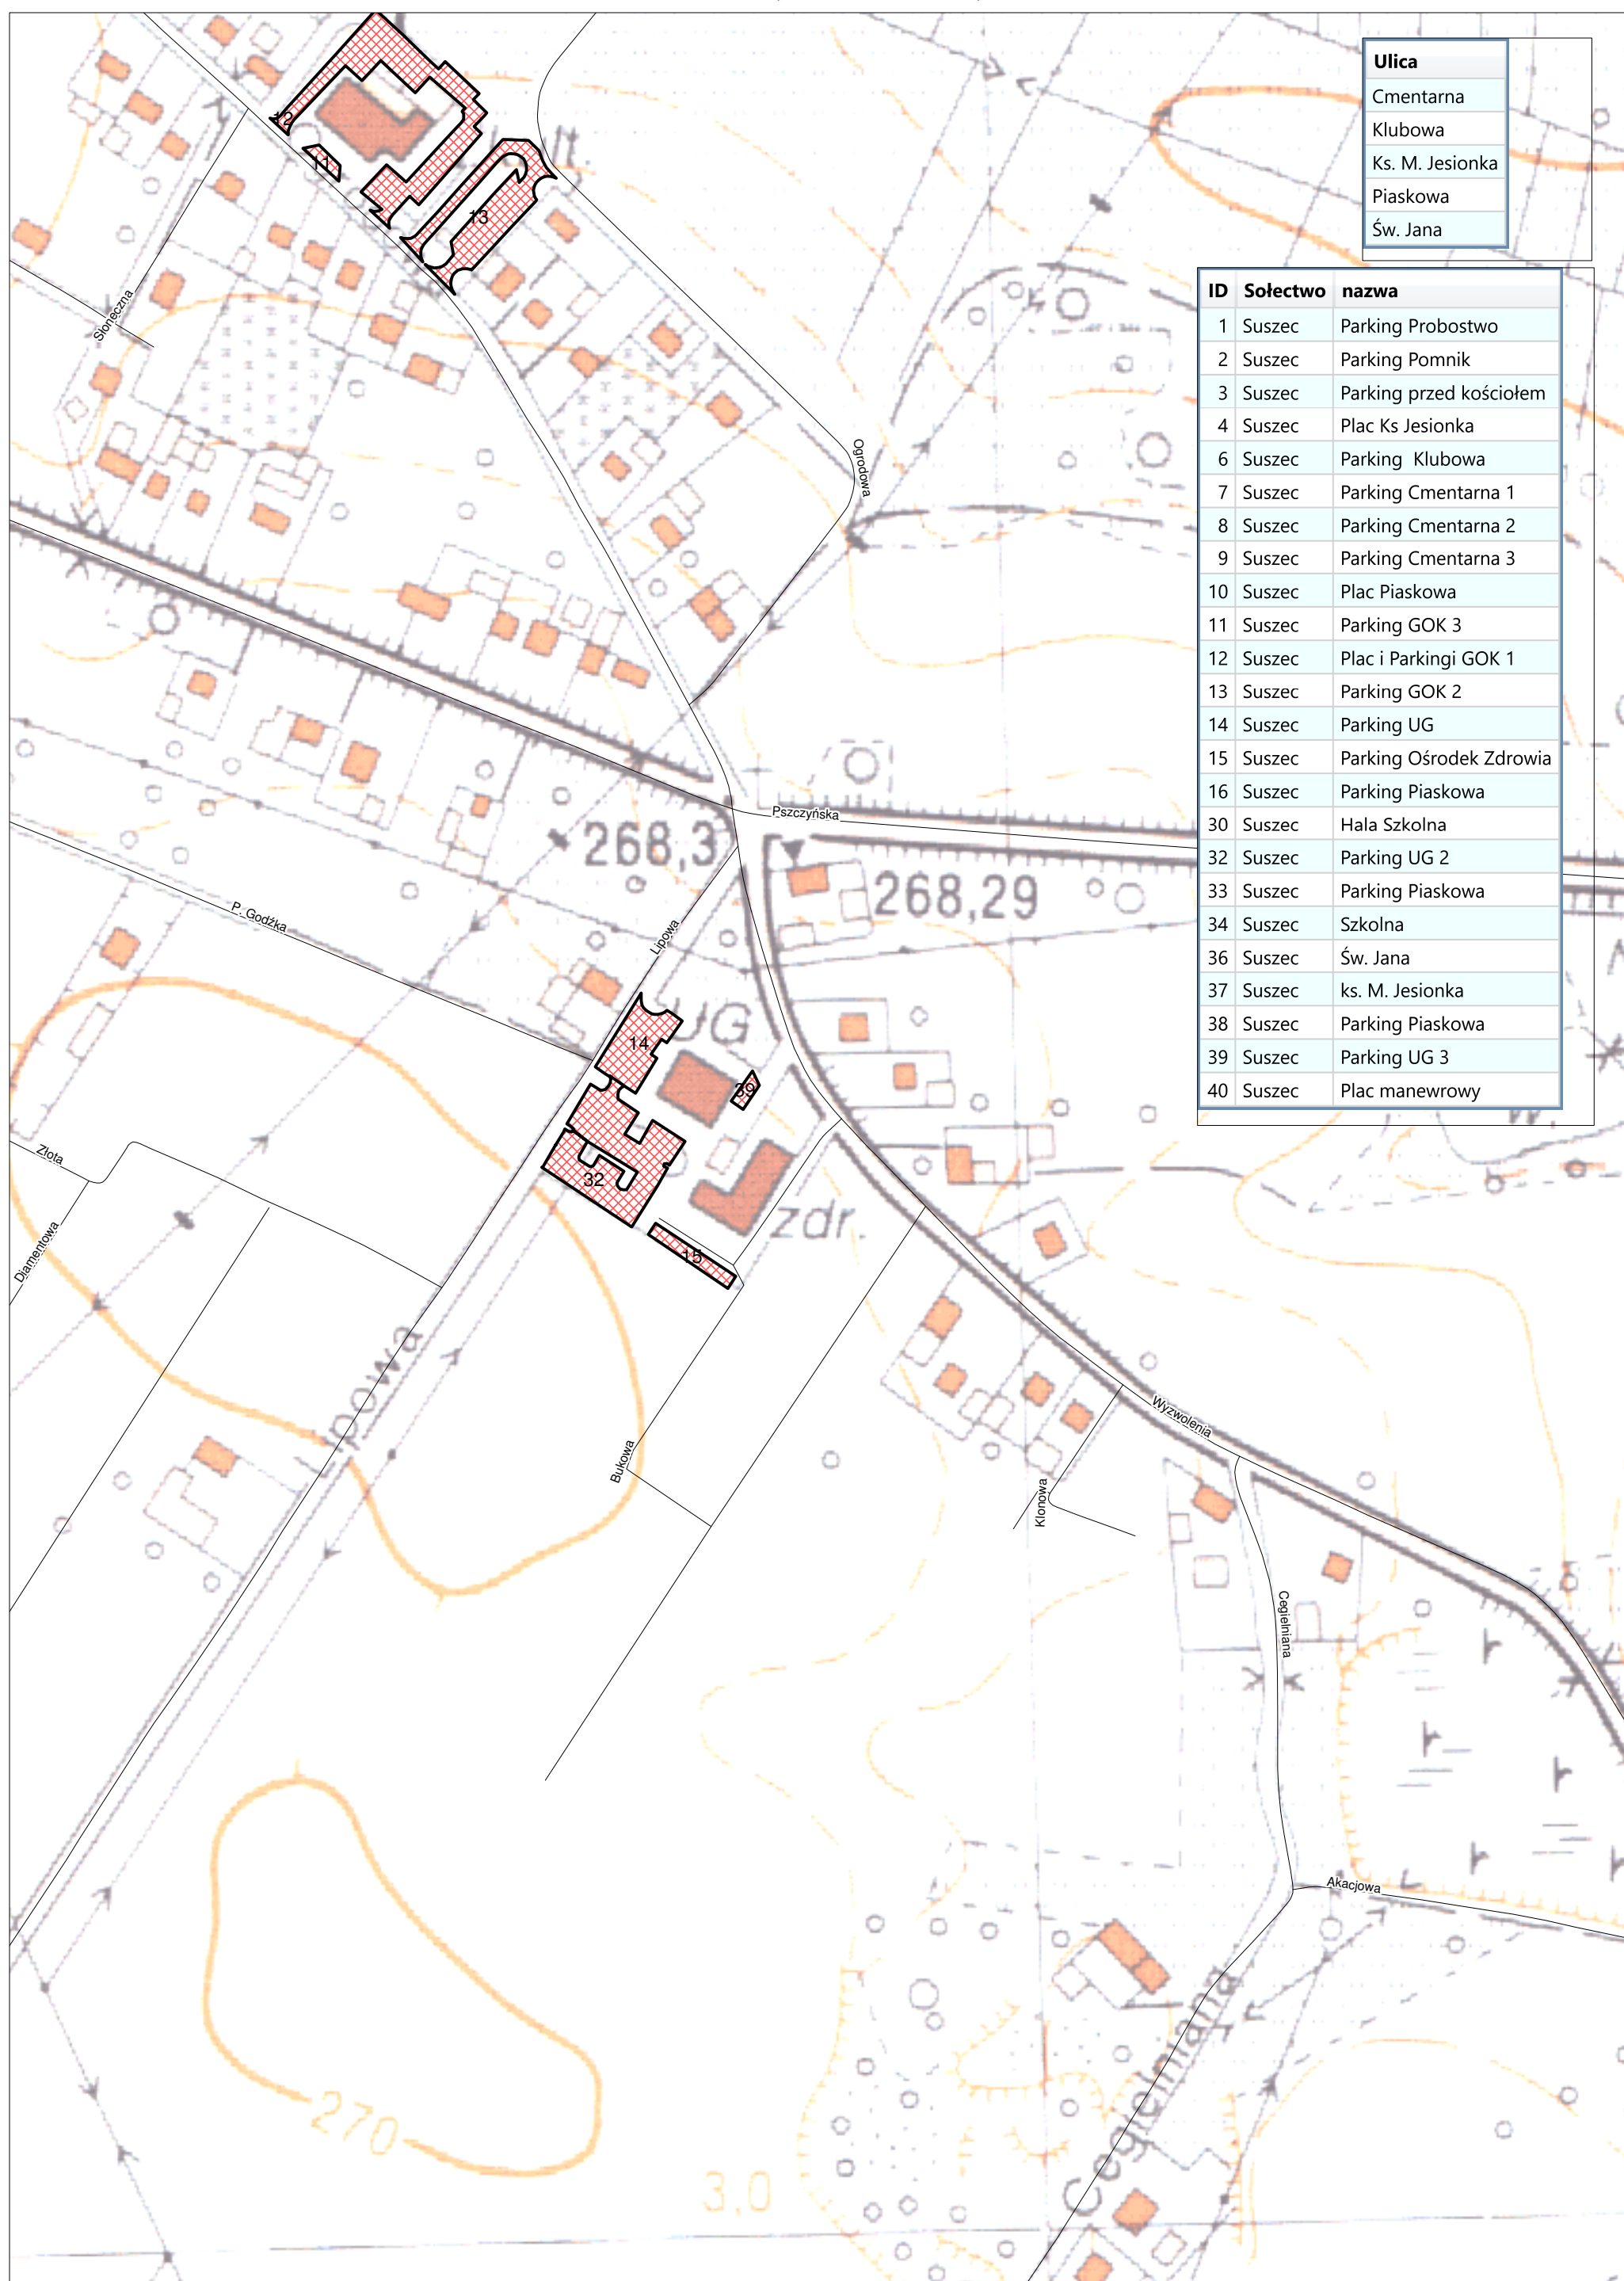 Ulica
Cmentarna
Klubowa
Ks. M. Jesionka
Piaskowa
Św. Jana
ID Sołectwo nazwa
1 Suszec Parking Probostwo
2 Suszec Parking Pomnik
3 Suszec Parking przed kościołem
4 Suszec Plac Ks Jesionka
6 Suszec Parking Klubowa
7 Suszec Parking Cmentarna 1
8 Suszec Parking Cmentarna 2
9 Suszec Parking Cmentarna 3
10 Suszec Plac Piaskowa
11 Suszec Parking GOK 3
12 Suszec Plac i Parkingi GOK 1
13 Suszec Parking GOK 2
14 Suszec Parking UG
15 Suszec Parking Ośrodek Zdrowia
16 Suszec Parking Piaskowa
30 Suszec Hala Szkolna
32 Suszec Parking UG 2
33 Suszec Parking Piaskowa
34 Suszec Szkolna
36 Suszec Św. Jana
37 Suszec ks. M. Jesionka
38 Suszec Parking Piaskowa
39 Suszec Parking UG 3
40 Suszec Plac manewrowy
12
11
13
Słoneczna
Ogrodowa
Pszczyńska
268,3
268,29
P. Godźka
Lipowa
UG
14
39
32
zdr.
15
Złota
Diamentowa
Lipowa
Bukowa
Wyzwolenia
Klonowa
Cegielniana
Akacjowa
Cegielniana
270
3,0